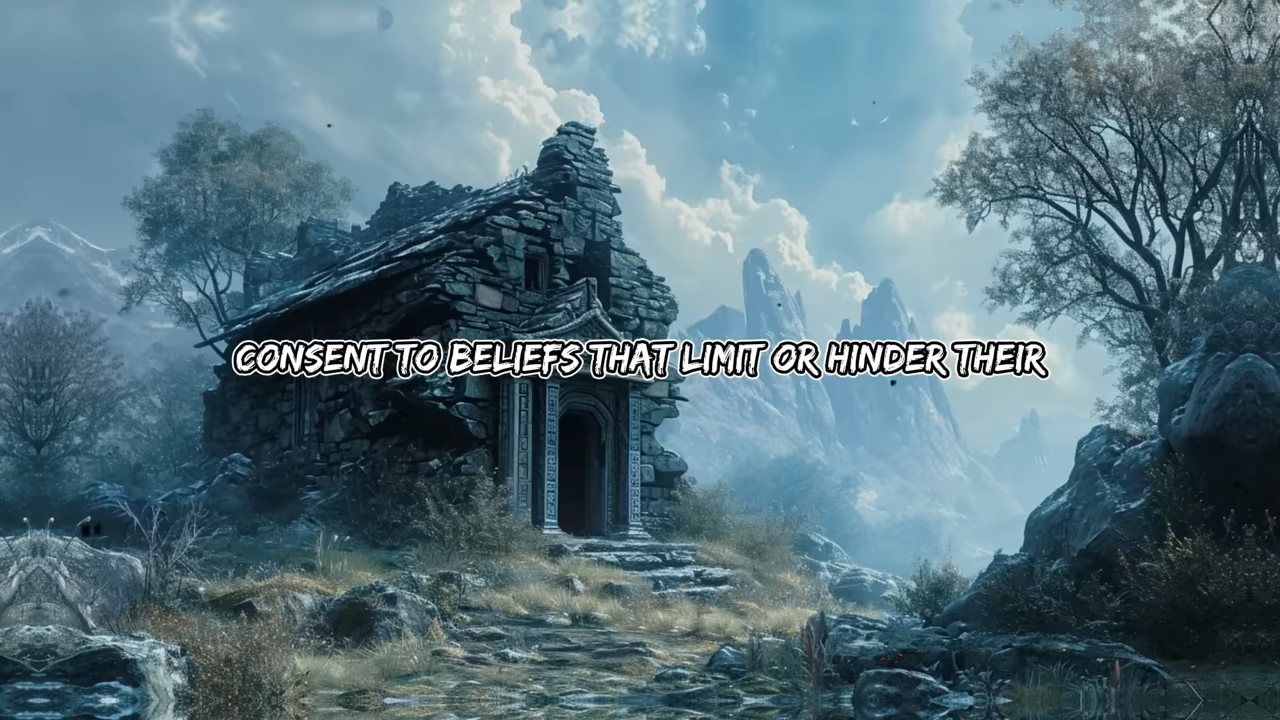 CONSENT TO BELIEFS THAT LIMIT OR HINDER THEIR